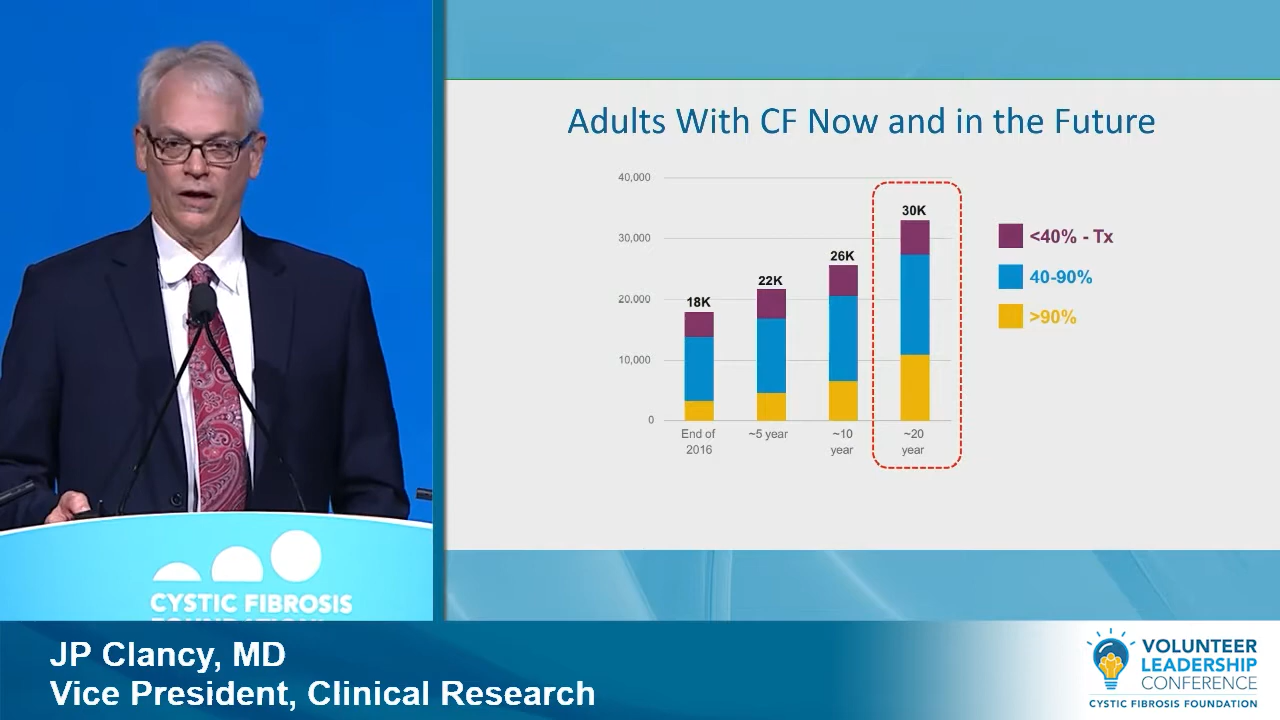 Adults With CF Now and in the Future
40,000
30,000
20,000
10,000
0
18K
22K
26K
30K
End of
2016
~5 year
~10
year
~20
year
<40% - Tx
40-90%
>90%
CYSTIC FIBROSIS
FOUNDATION
JP Clancy, MD
Vice President, Clinical Research
VOLUNTEER
LEADERSHIP
CONFERENCE
CYSTIC FIBROSIS FOUNDATION